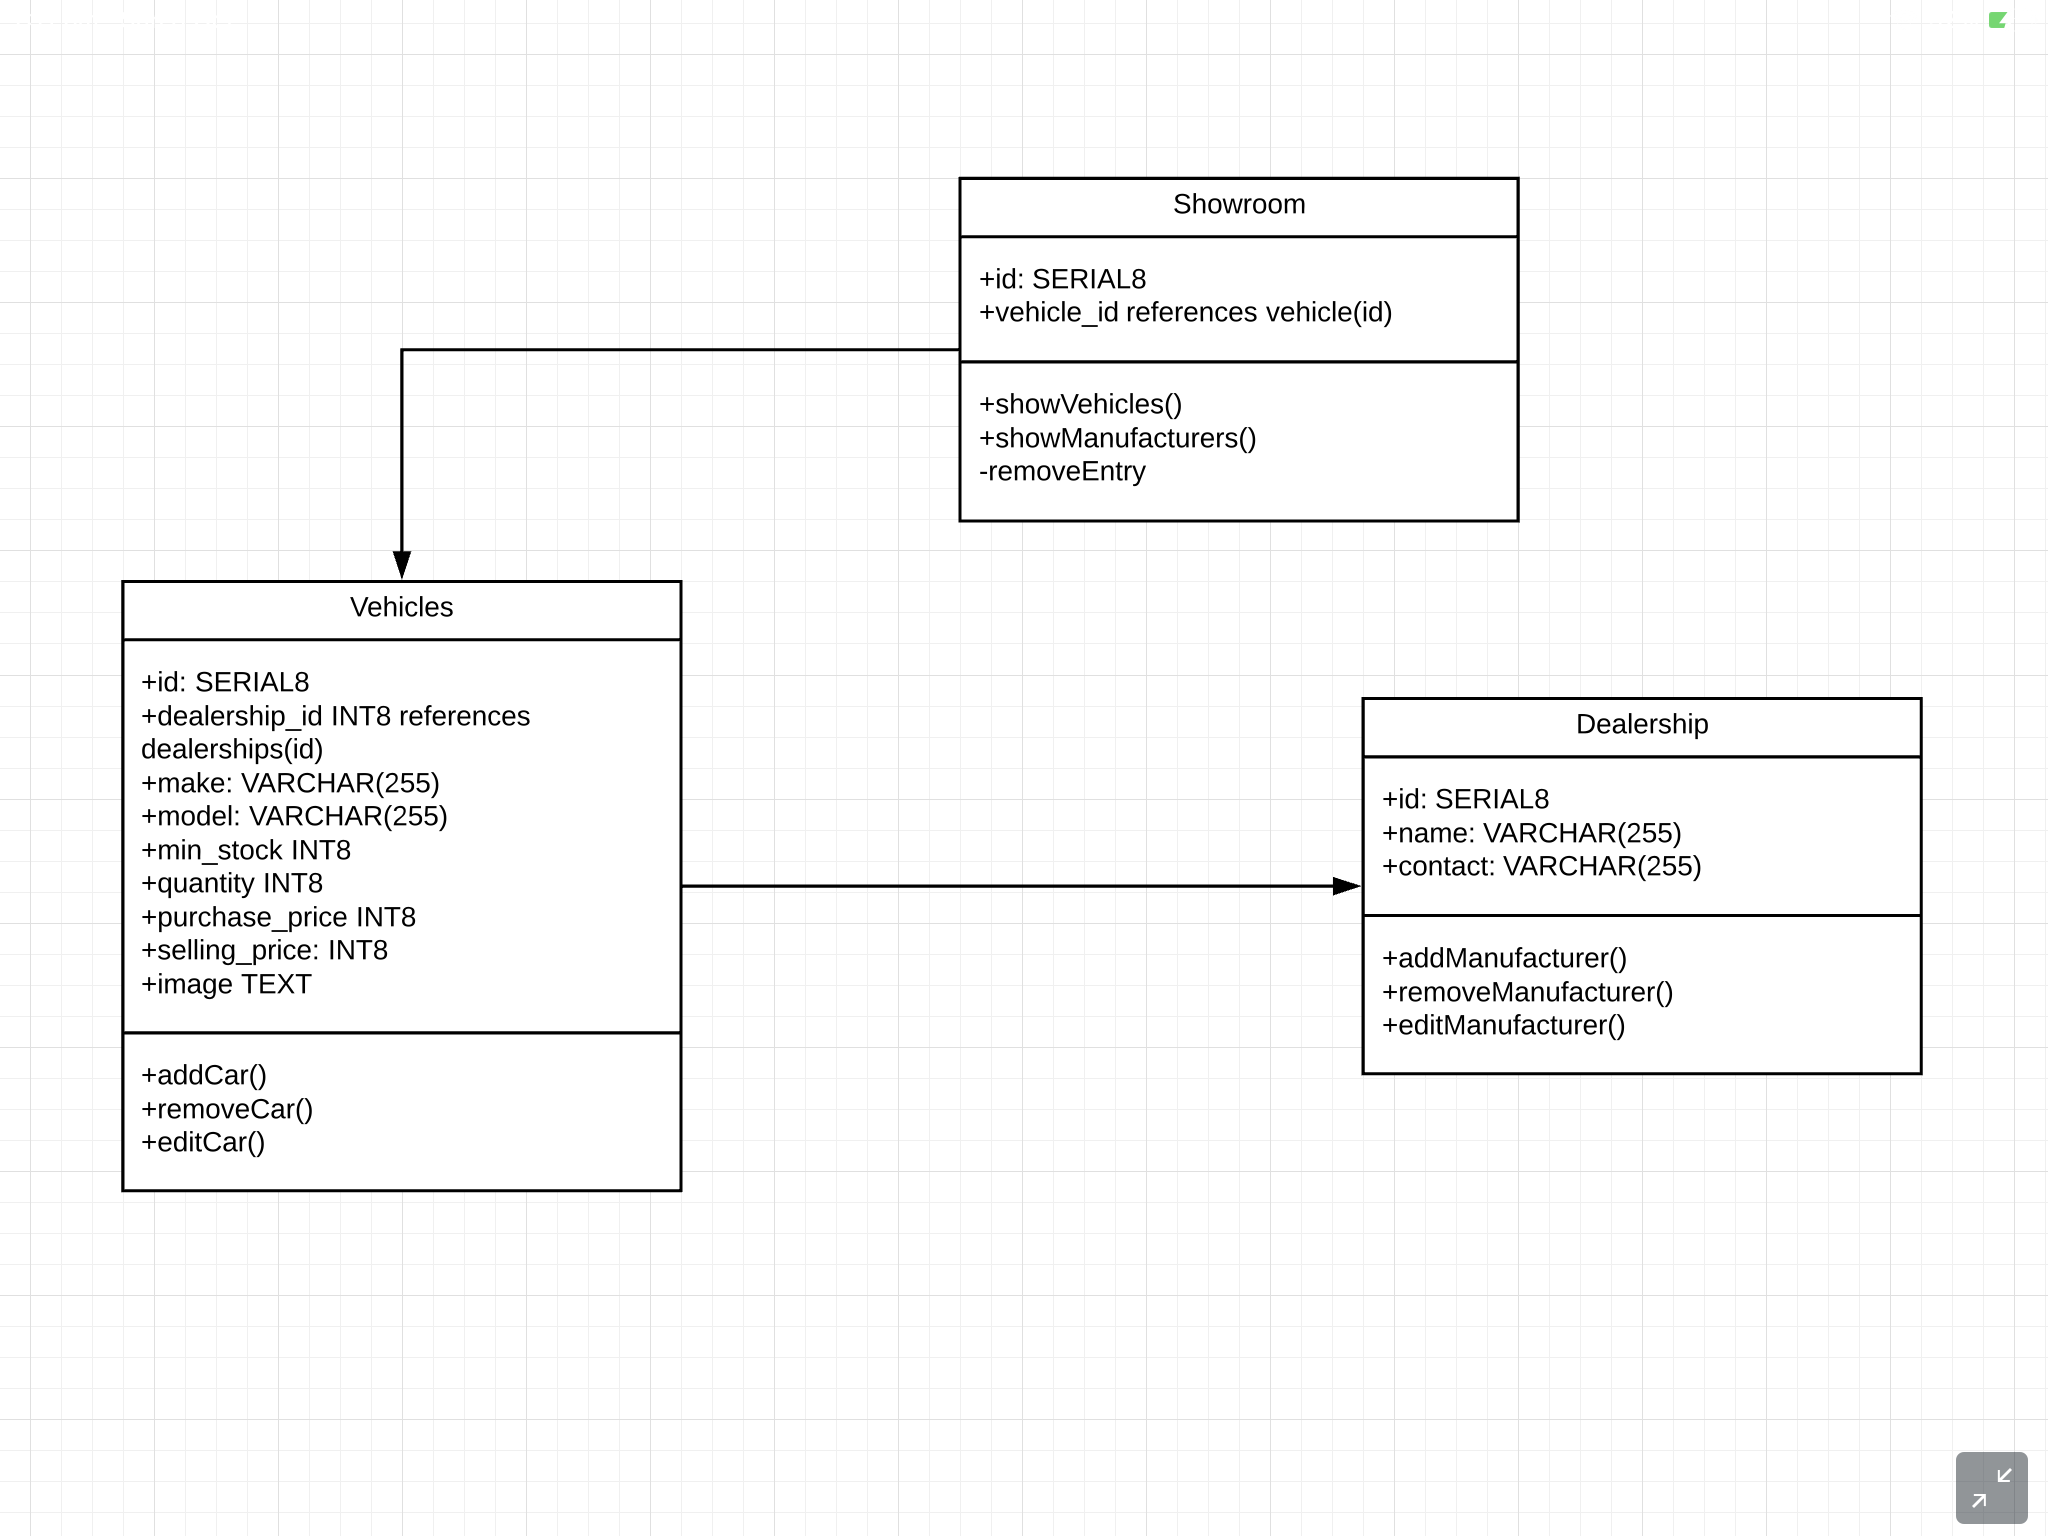 Showroom
+id: SERIAL8
+vehicle_id references vehicle(id)
+showVehicles()
+showManufacturers()
-removeEntry
Vehicles
+id: SERIAL8
+dealership_id INT8 references
dealerships(id)
+make: VARCHAR(255)
+model: VARCHAR(255)
+min_stock INT8
+quantity INT8
+purchase_price INT8
+selling_price: INT8
+image TEXT
+addCar()
+removeCar()
+editCar()
Dealership
+id: SERIAL8
+name: VARCHAR(255)
+contact: VARCHAR(255)
+addManufacturer()
+removeManufacturer()
+editManufacturer()